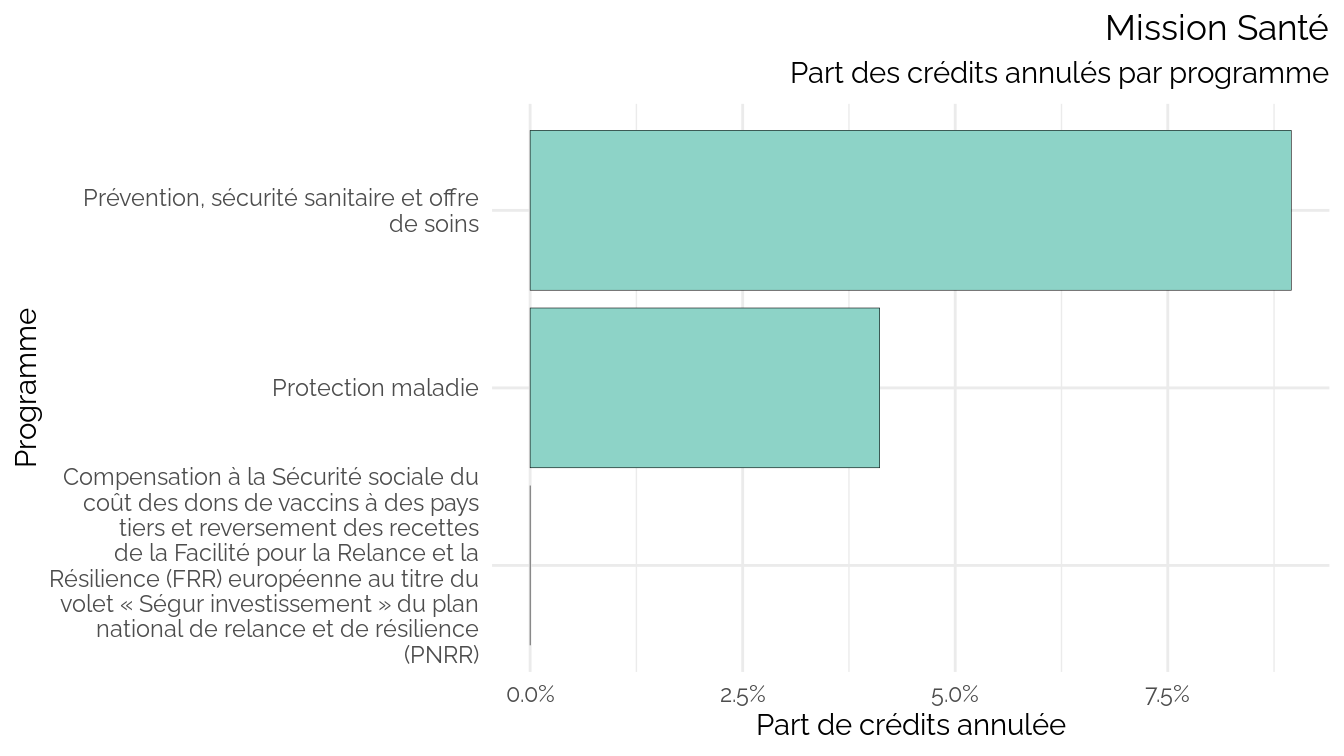 Mission Santé
Part des crédits annulés par programme
Programme
Prévention, sécurité sanitaire et offre
de soins
Protection maladie
Compensation à la Sécurité sociale du
coût des dons de vaccins à des pays
tiers et reversement des recettes
de la Facilité pour la Relance et la
Résilience (FRR) européenne au titre du
volet « Ségur investissement » du plan
national de relance et de résilience
(PNRR)
0.0% 2.5% 5.0% 7.5%
Part de crédits annulée